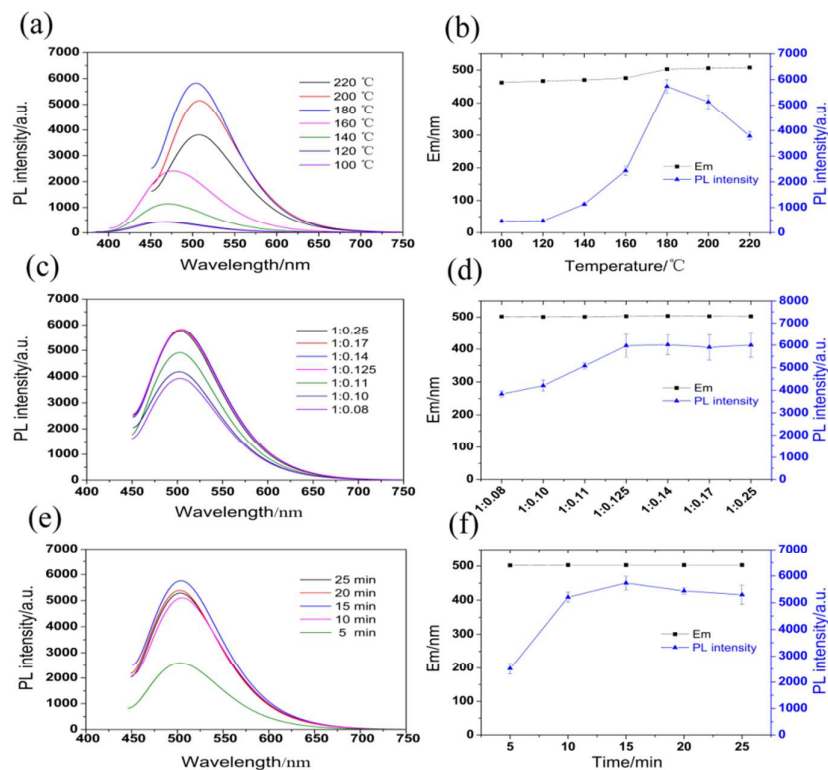 (a)
7000
6000
5000
4000
3000
2000
1000
0
PL intensity/a.u.
220 ℃
200 ℃
180 ℃
160 ℃
140 ℃
120 ℃
100 ℃
400 450 500 550 600 650 700 750
Wavelength/nm
(b)
500
400
300
200
100
0
Em/nm
Em
PL intensity
7000
6000
5000
4000
3000
2000
1000
0
PL intensity/a.u.
100 120 140 160 180 200 220
Temperature/℃
(c)
7000
6000
5000
4000
3000
2000
1000
0
PL intensity/a.u.
1:0.25
1:0.17
1:0.14
1:0.125
1:0.11
1:0.10
1:0.08
400 450 500 550 600 650 700 750
Wavelength/nm
(d)
500
400
300
200
100
0
Em/nm
Em
PL intensity
8000
7000
6000
5000
4000
3000
2000
1000
0
PL intensity/a.u.
1:0.08 1:0.10 1:0.11 1:0.125 1:0.14 1:0.17 1:0.25
(e)
7000
6000
5000
4000
3000
2000
1000
0
PL intensity/a.u.
25 min
20 min
15 min
10 min
5 min
400 450 500 550 600 650 700 750
Wavelength/nm
(f)
500
400
300
200
100
0
Em/nm
Em
PL intensity
7000
6000
5000
4000
3000
2000
1000
0
PL intensity/a.u.
5 10 15 20 25
Time/min